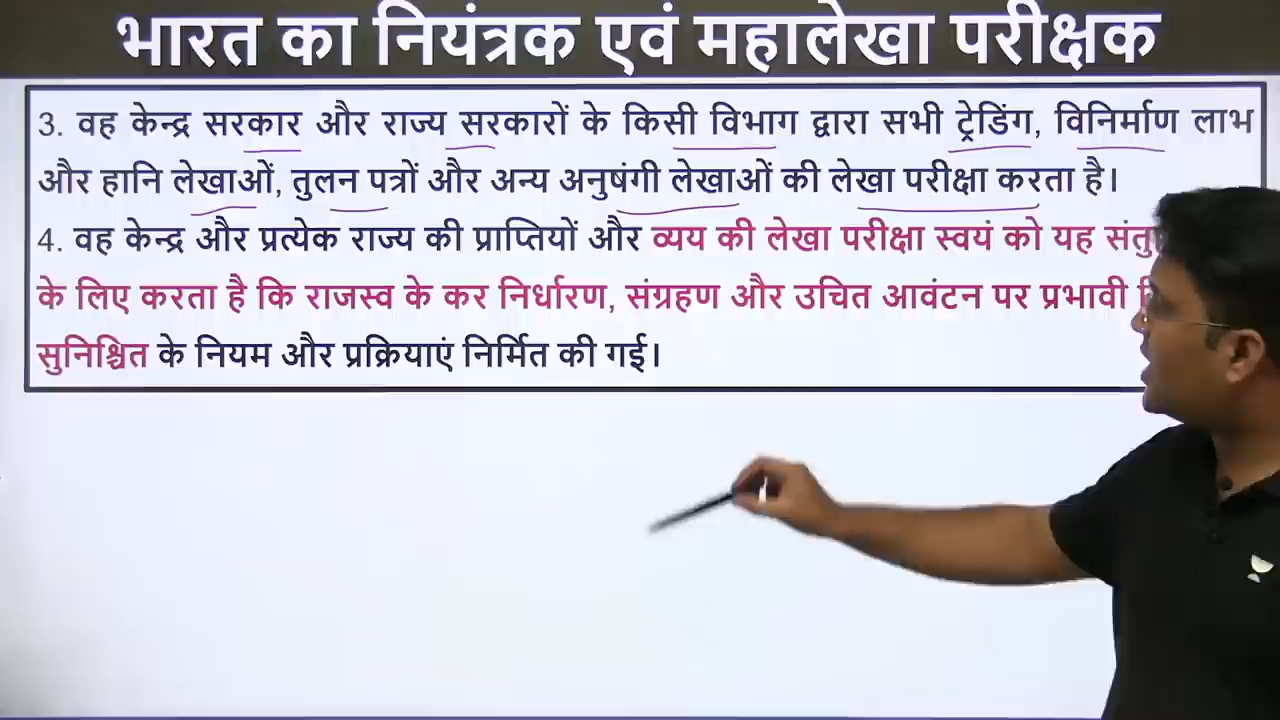 भारत का नियंत्रक एवं महालेखा परीक्षक
3. वह केन्द्र सरकार और राज्य सरकारों के किसी विभाग द्वारा सभी ट्रेडिंग, विनिर्माण लाभ
और हानि लेखाओं, तुलन पत्रों और अन्य अनुषंगी लेखाओं की लेखा परीक्षा करता है।
4. वह केन्द्र और प्रत्येक राज्य की प्राप्तियों और व्यय की लेखा परीक्षा स्वयं को यह
के लिए करता है कि राजस्व के कर निर्धारण, संग्रहण और उचित आवंटन पर प्रभावी
सुनिश्चित के नियम और प्रक्रियाएं निर्मित की गई।